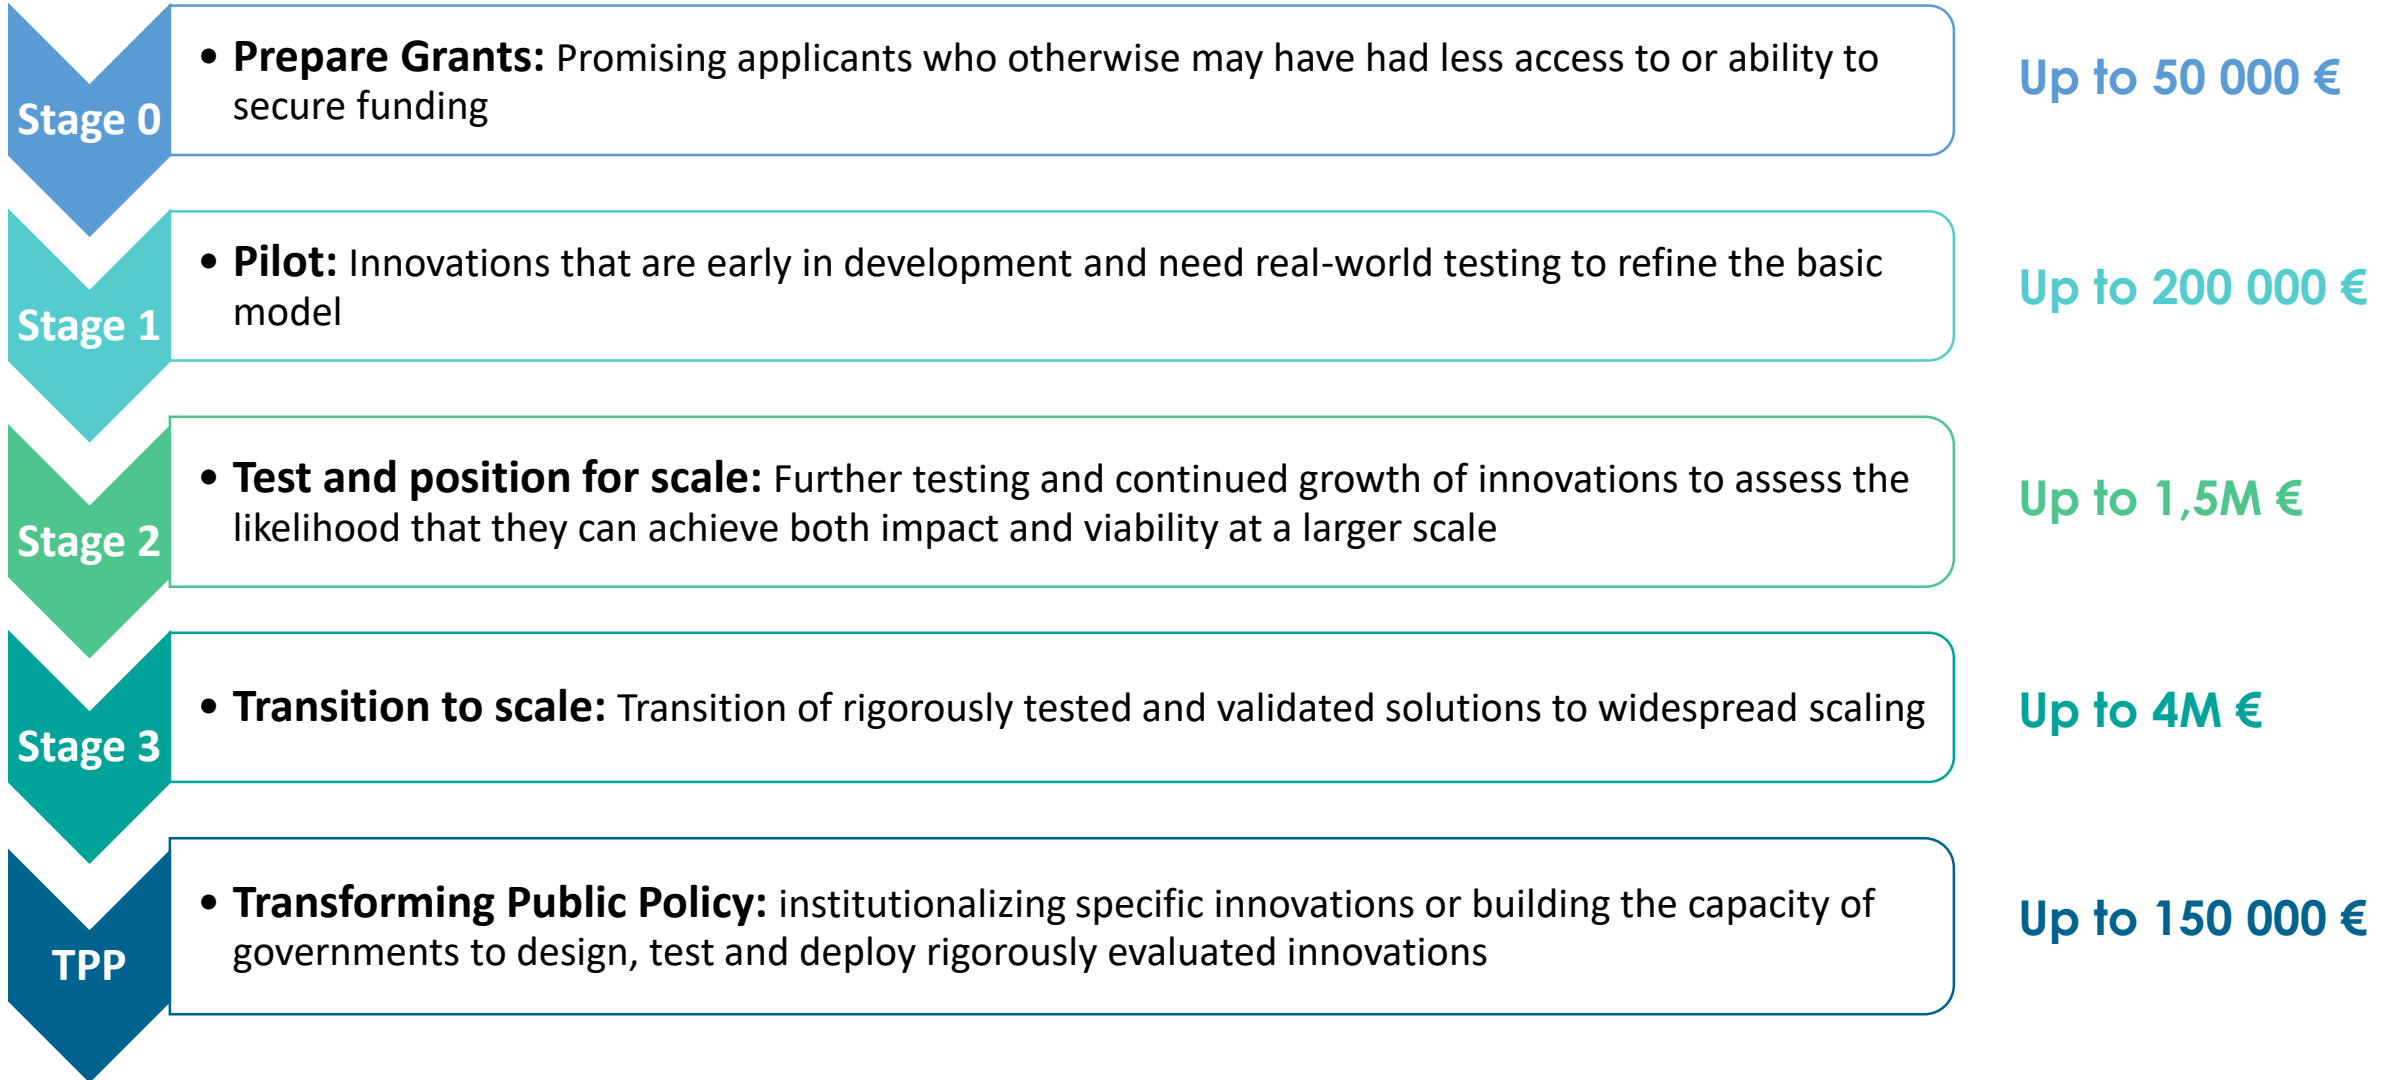 Stage 0
• Prepare Grants: Promising applicants who otherwise may have had less access to or ability to
secure funding
Up to 50 000 €
Stage 1
• Pilot: Innovations that are early in development and need real-world testing to refine the basic
model
Up to 200 000 €
Stage 2
• Test and position for scale: Further testing and continued growth of innovations to assess the
likelihood that they can achieve both impact and viability at a larger scale
Up to 1,5M €
Stage 3
• Transition to scale: Transition of rigorously tested and validated solutions to widespread scaling
Up to 4M €
TPP
• Transforming Public Policy: institutionalizing specific innovations or building the capacity of
governments to design, test and deploy rigorously evaluated innovations
Up to 150 000 €